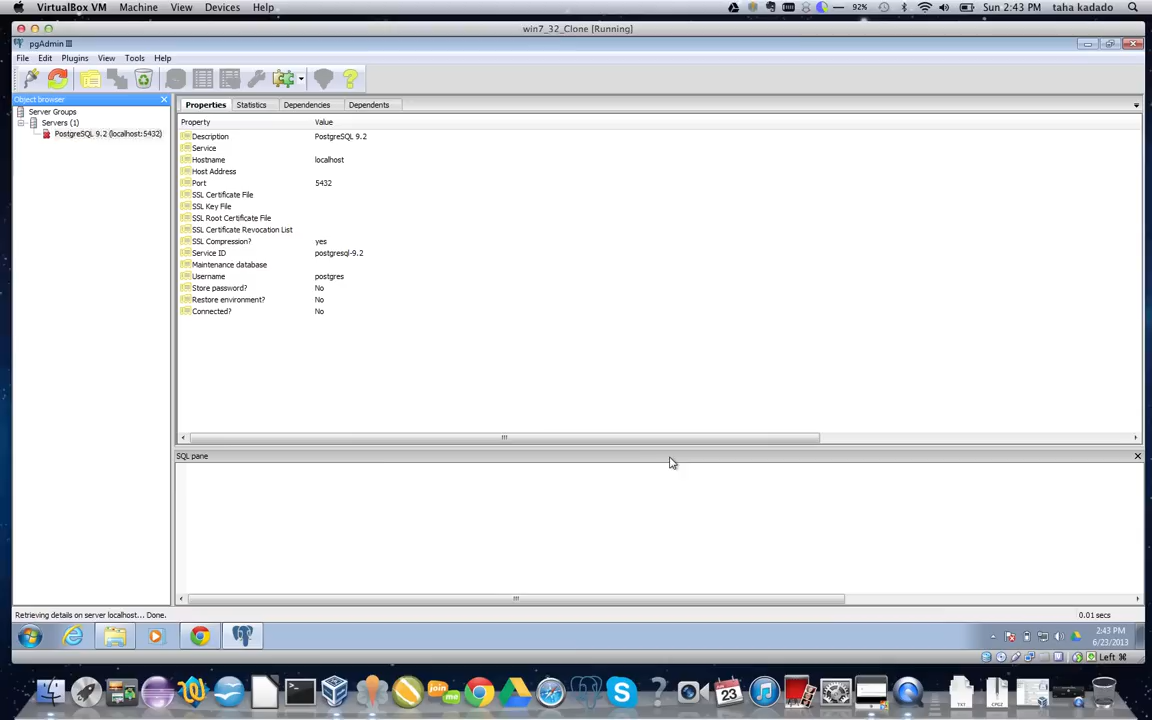 VirtualBox VM Machine View Devices Help
92% Sun 2:43 PM taha kadado
win7_32_Clone [Running]
pgAdmin III
File Edit Plugins View Tools Help
Object browser
Server Groups
Servers (1)
PostgreSQL 9.2 (localhost:5432)
Properties Statistics Dependencies Dependents
Property Value
Description PostgreSQL 9.2
Service
Hostname localhost
Host Address
Port 5432
SSL Certificate File
SSL Key File
SSL Root Certificate File
SSL Certificate Revocation List
SSL Compression? yes
Service ID postgresql-9.2
Maintenance database
Username postgres
Store password? No
Restore environment? No
Connected? No
SQL pane
Retrieving details on server localhost... Done. 0.01 secs
2:43 PM
6/23/2013
Left ⌘
join me
23
TXT
CPGZ